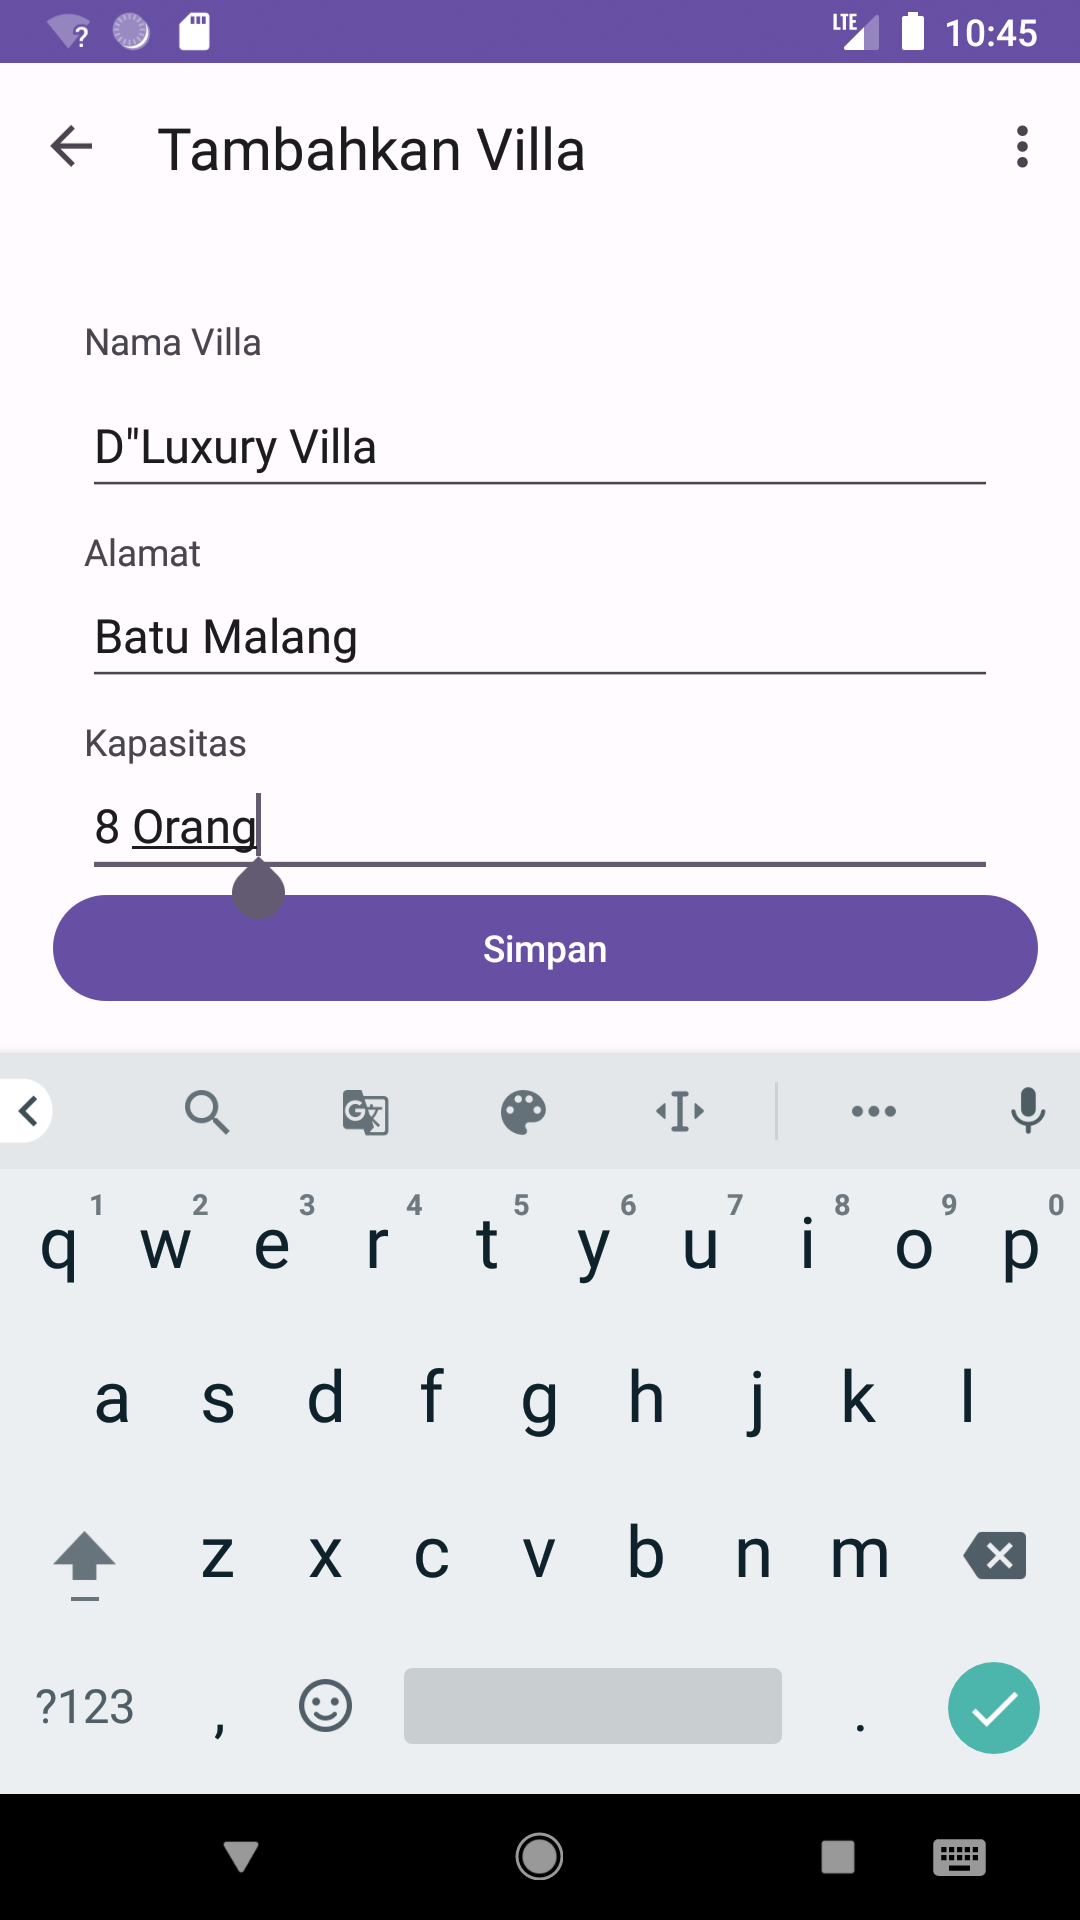 LTE 10:45
Tambahkan Villa
Nama Villa
D"Luxury Villa
Alamat
Batu Malang
Kapasitas
8 Orang
Simpan
1 2 3 4 5 6 7 8 9 0
q w e r t y u i o p
a s d f g h j k l
z x c v b n m
?123 , .